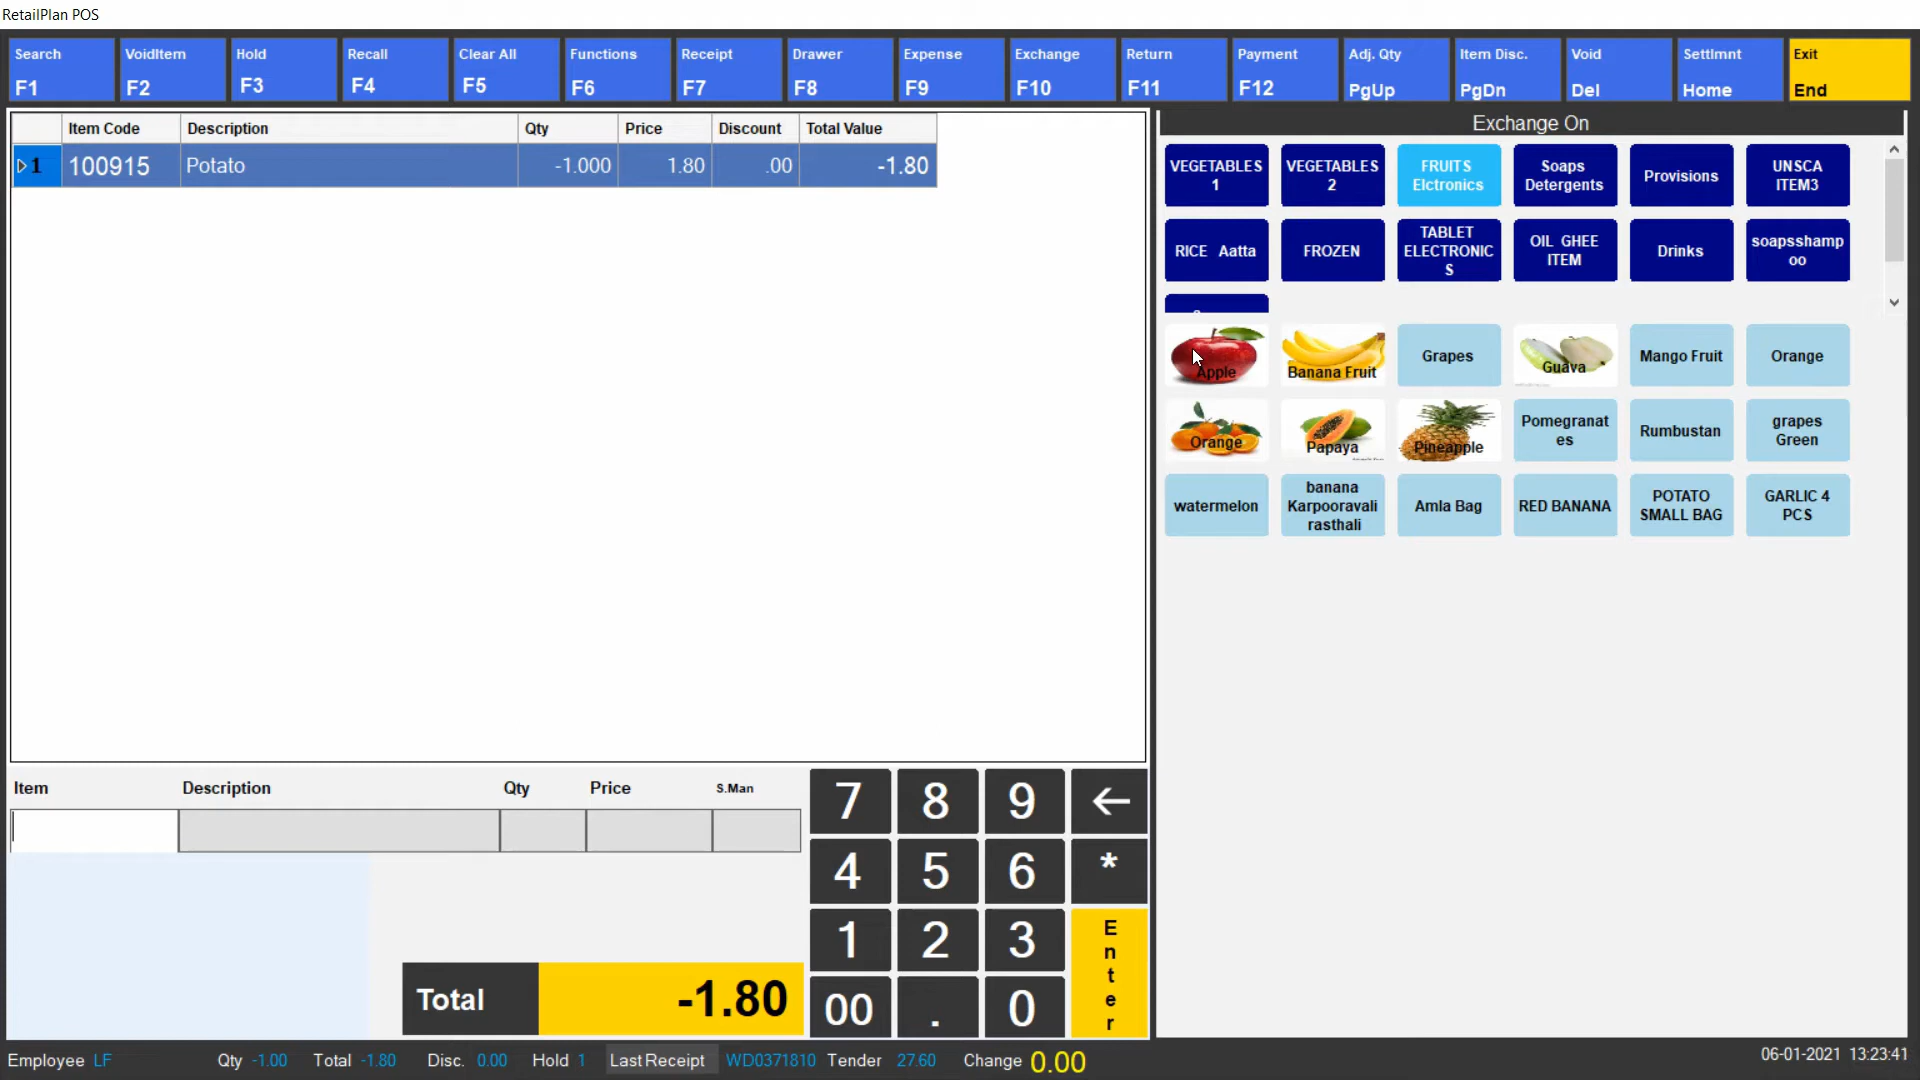 RetailPlan POS
Search
F1
VoidItem
F2
Hold
F3
Recall
F4
Clear All
F5
Functions
F6
Receipt
F7
Drawer
F8
Expense
F9
Exchange
F10
Return
F11
Payment
F12
Adj. Qty
PgUp
Item Disc.
PgDn
Void
Del
Settlmnt
Home
Exit
End
Item Code Description Qty Price Discount Total Value
1 100915 Potato -1.000 1.80 .00 -1.80
Exchange On
VEGETABLES
1
VEGETABLES
2
FRUITS
Elctronics
Soaps
Detergents
Provisions
UNSCA
ITEM3
RICE Aatta
FROZEN
TABLET
ELECTRONIC
S
OIL GHEE
ITEM
Drinks
soapsshamp
oo
Apple
Banana Fruit
Grapes
Guava
Mango Fruit
Orange
Orange
Papaya
Pineapple
Pomegranat
es
Rumbustan
grapes
Green
watermelon
banana
Karpooravali
rasthali
Amla Bag
RED BANANA
POTATO
SMALL BAG
GARLIC 4
PCS
Item Description Qty Price S.Man
7 8 9 ←
4 5 6 *
1 2 3
00 . 0
Enter
Total -1.80
Employee LF Qty -1.00 Total -1.80 Disc. 0.00 Hold 1 Last Receipt WD0371810 Tender 27.60 Change 0.00
06-01-2021 13:23:41